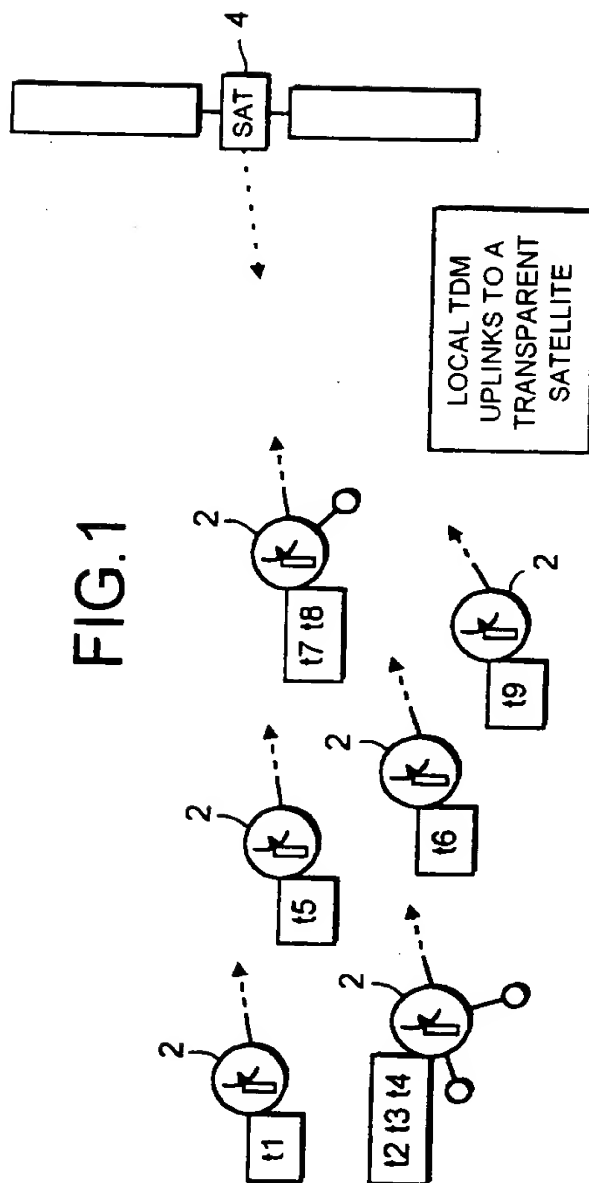 FIG.1
SAT
4
LOCAL TDM
UPLINKS TO A
TRANSPARENT
SATELLITE
2
t1
2
t2 t3 t4
2
t5
2
t6
2
t7 t8
2
t9